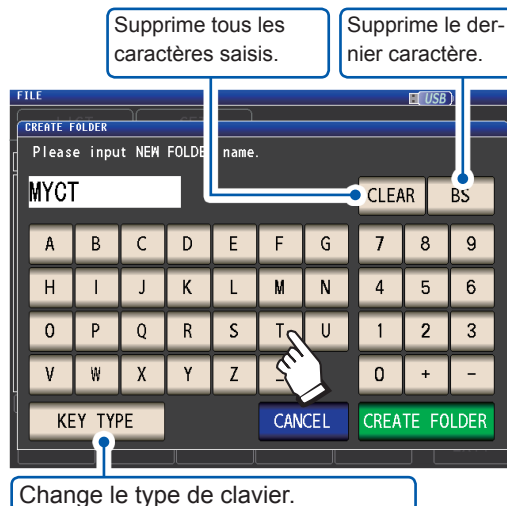 Supprime tous les
caractères saisis.
Supprime le der-
nier caractère.
FILE
USB
CREATE FOLDER
Please input NEW FOLDE name.
MYCT
CLEAR BS
A B C D E F G 7 8 9
H I J K L M N 4 5 6
O P Q R S T U 1 2 3
V W X Y Z _ 0 + -
KEY TYPE CANCEL CREATE FOLDER
Change le type de clavier.